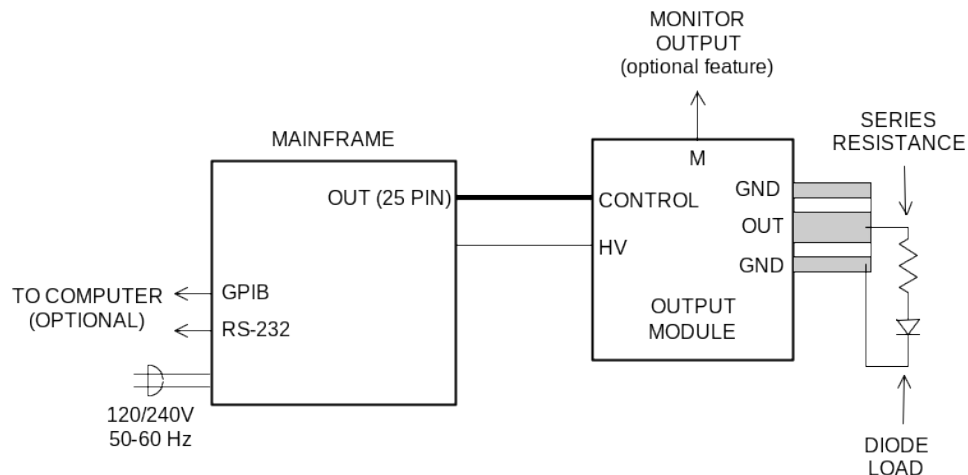 MONITOR
OUTPUT
(optional feature)
SERIES
RESISTANCE
MAINFRAME
M
OUT (25 PIN)
CONTROL
GND
OUT
HV
GND
TO COMPUTER
(OPTIONAL)
GPIB
RS-232
OUTPUT
MODULE
120/240V
50-60 Hz
DIODE
LOAD